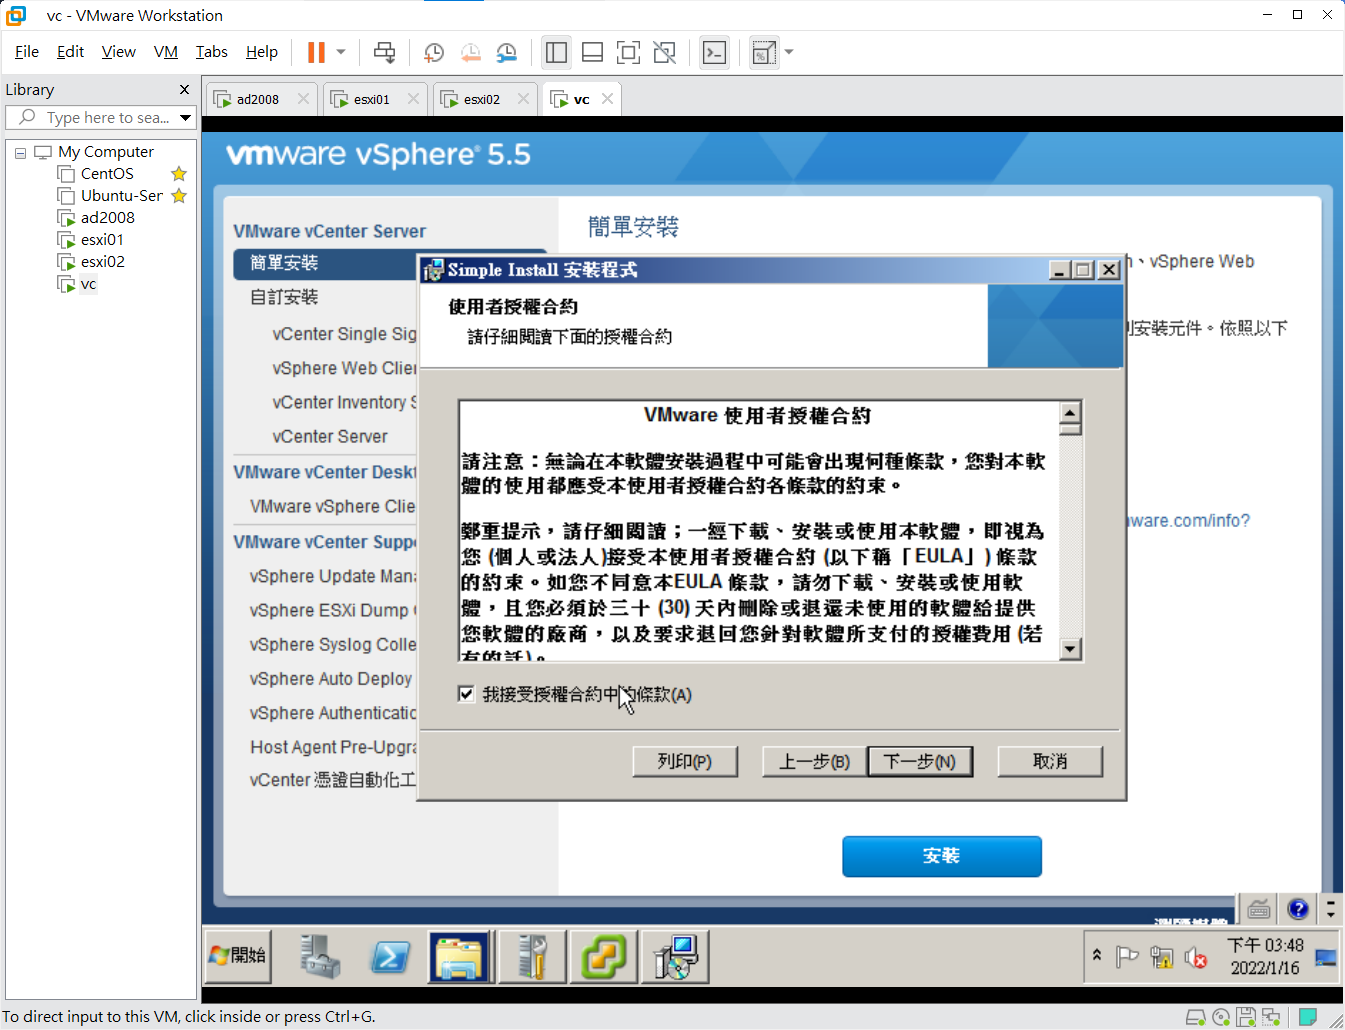 vc - VMware Workstation
File Edit View VM Tabs Help
Library
Type here to sea...
My Computer
CentOS
Ubuntu-Ser
ad2008
esxi01
esxi02
vc
ad2008 esxi01 esxi02 vc
vmware vSphere® 5.5
VMware vCenter Server
簡單安裝
自訂安裝
vCenter Single Sig
vSphere Web Clie
vCenter Inventory S
vCenter Server
VMware vCenter Deskt
VMware vSphere Clie
VMware vCenter Suppo
vSphere Update Mana
vSphere ESXi Dump
vSphere Syslog Colle
vSphere Auto Deploy
vSphere Authenticatio
Host Agent Pre-Upgra
vCenter 憑證自動化工
簡單安裝
、vSphere Web
安裝元件。依照以下
ware.com/info?
Simple Install 安裝程式
使用者授權合約
請仔細閱讀下面的授權合約
VMware 使用者授權合約
請注意：無論在本軟體安裝過程中可能會出現何種條款，您對本軟
體的使用都應受本使用者授權合約各條款的約束。
鄭重提示，請仔細閱讀；一經下載、安裝或使用本軟體，即視為
您 (個人或法人)接受本使用者授權合約 (以下稱「EULA」) 條款
的約束。如您不同意本EULA 條款，請勿下載、安裝或使用軟
體，且您必須於三十 (30) 天內刪除或退還未使用的軟體給提供
您軟體的廠商，以及要求退回您針對軟體所支付的授權費用 (若
有的話)。
我接受授權合約中的條款(A)
列印(P) 上一步(B) 下一步(N) 取消
安裝
瀏覽媒體
開始
下午 03:48
2022/1/16
To direct input to this VM, click inside or press Ctrl+G.